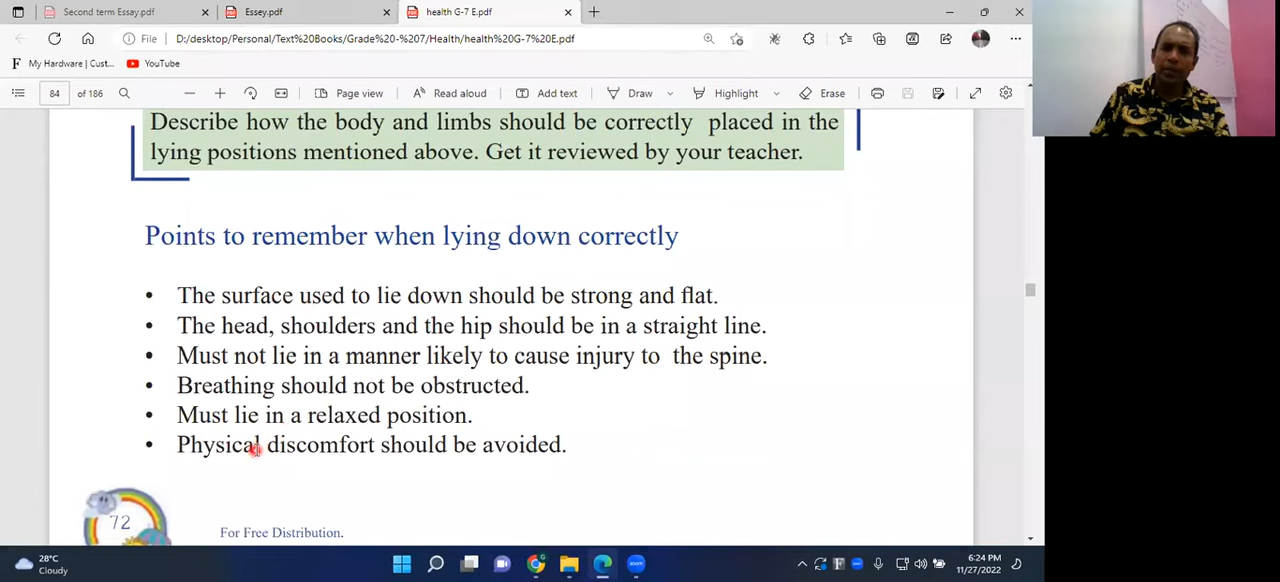 Second term Essay.pdf
Essey.pdf
health G-7 E.pdf
File
D:/desktop/Personal/Text%20Books/Grade%20-%207/Health/health%20G-7%20E.pdf
My Hardware | Cust...
YouTube
84 of 186
Page view
Read aloud
Add text
Draw
Highlight
Erase
Describe how the body and limbs should be correctly placed in the
lying positions mentioned above. Get it reviewed by your teacher.
Points to remember when lying down correctly
• The surface used to lie down should be strong and flat.
• The head, shoulders and the hip should be in a straight line.
• Must not lie in a manner likely to cause injury to the spine.
• Breathing should not be obstructed.
• Must lie in a relaxed position.
• Physical discomfort should be avoided.
72
For Free Distribution.
28°C
Cloudy
6:24 PM
11/27/2022